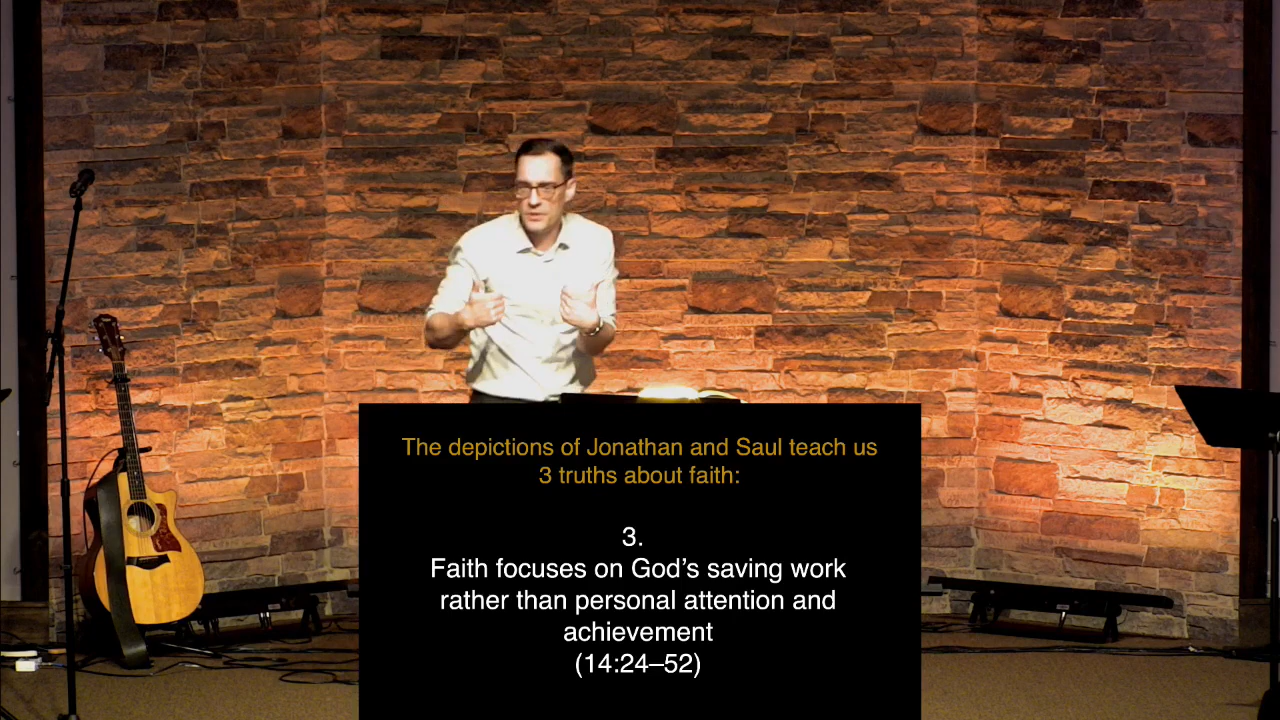 The depictions of Jonathan and Saul teach us
3 truths about faith:
3.
Faith focuses on God’s saving work
rather than personal attention and
achievement
(14:24–52)